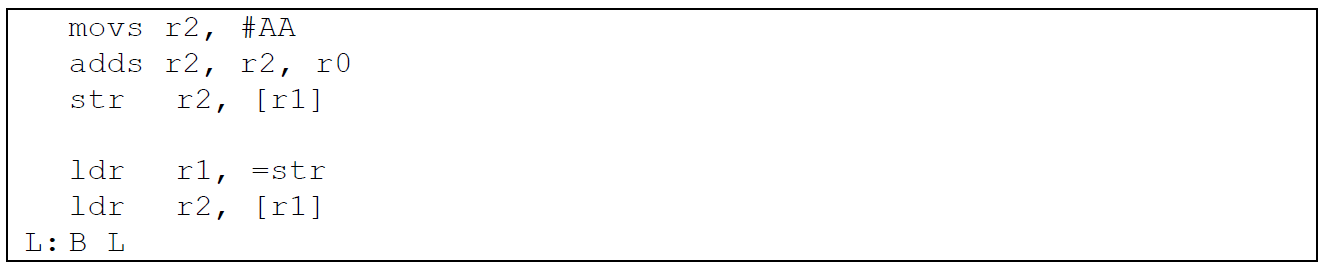 movs r2, #AA
adds r2, r2, r0
str r2, [r1]
ldr r1, =str
ldr r2, [r1]
L: B L